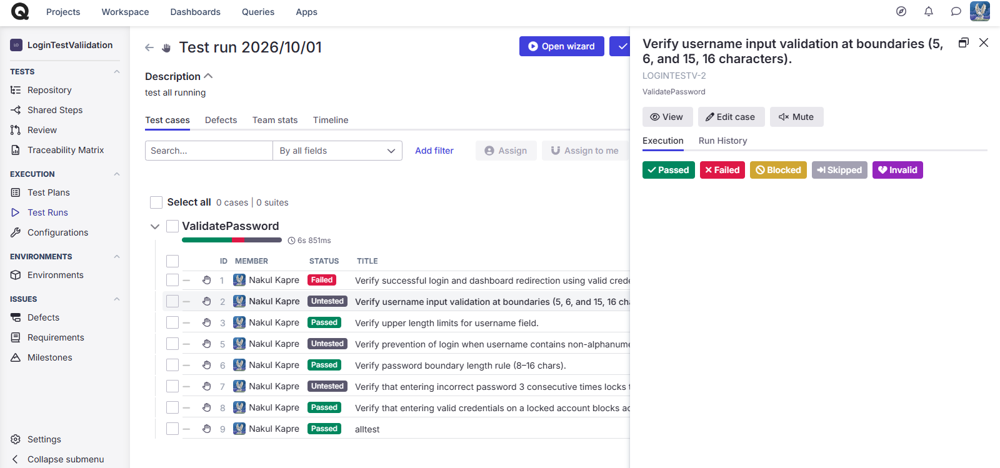 Projects
Workspace
Dashboards
Queries
Apps
LO
LoginTestValiidation
TESTS
Repository
Shared Steps
Review
Traceability Matrix
EXECUTION
Test Plans
Test Runs
Configurations
ENVIRONMENTS
Environments
ISSUES
Defects
Requirements
Milestones
Settings
Collapse submenu
Test run 2026/10/01
Open wizard
Description
test all running
Test cases
Defects
Team stats
Timeline
Search...
By all fields
Add filter
Assign
Assign to me
Select all 0 cases | 0 suites
ValidatePassword
6s 851ms
ID MEMBER STATUS TITLE
1 Nakul Kapre Failed Verify successful login and dashboard redirection using valid crede
2 Nakul Kapre Untested Verify username input validation at boundaries (5, 6, and 15, 16 cha
3 Nakul Kapre Passed Verify upper length limits for username field.
5 Nakul Kapre Untested Verify prevention of login when username contains non-alphanume
6 Nakul Kapre Passed Verify password boundary length rule (8–16 chars).
7 Nakul Kapre Untested Verify that entering incorrect password 3 consecutive times locks t
8 Nakul Kapre Passed Verify that entering valid credentials on a locked account blocks ac
9 Nakul Kapre Passed alltest
Verify username input validation at boundaries (5,
6, and 15, 16 characters).
LOGINTESTV-2
ValidatePassword
View
Edit case
Mute
Execution
Run History
Passed
Failed
Blocked
Skipped
Invalid